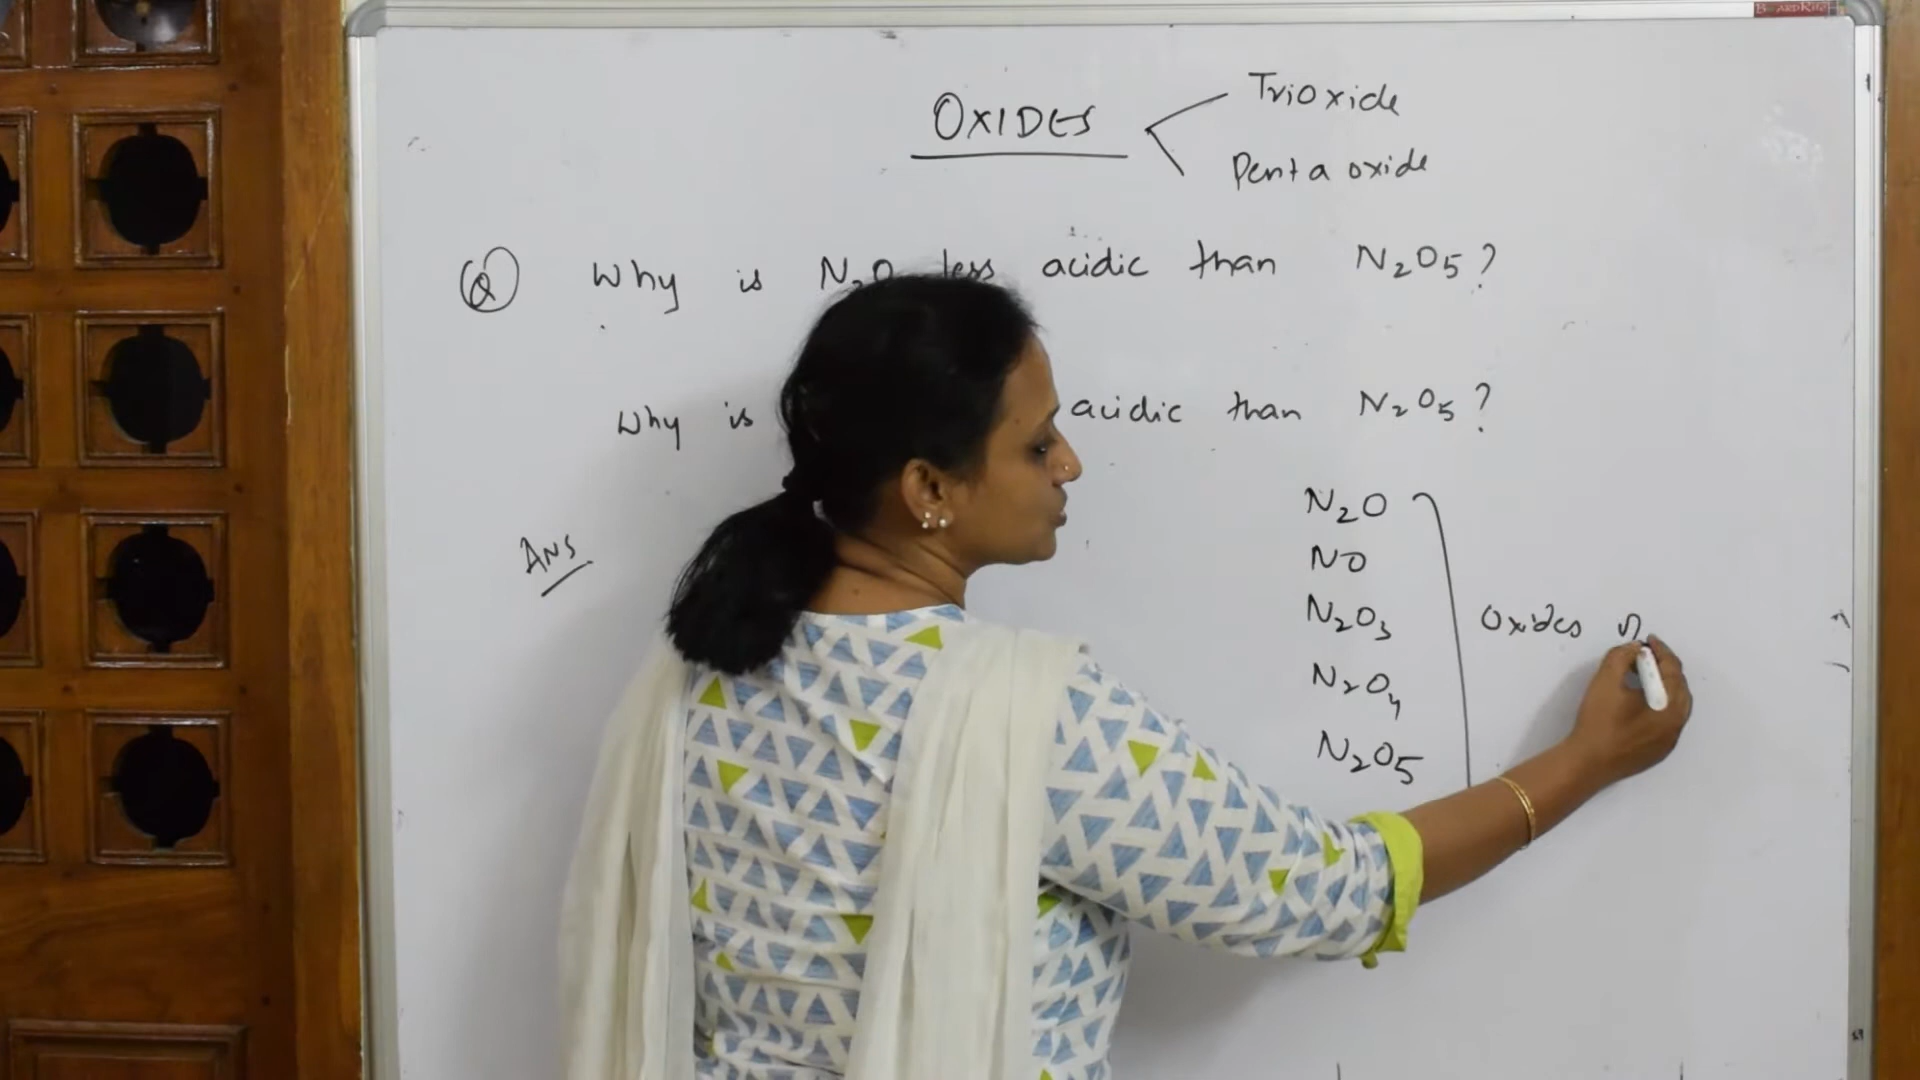 BOARDRITE
OXIDES
Trioxide
Penta oxide
Q Why is N₂O less acidic than N₂O₅?
Why is acidic than N₂O₅?
Ans
N₂O
NO
N₂O₃
N₂O₄
N₂O₅
Oxides